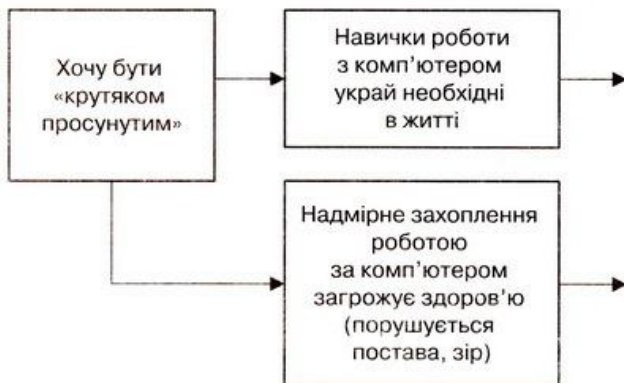 Хочу бути
«крутяком
просунутим»
Навички роботи
з комп’ютером
украй необхідні
в житті
Надмірне захоплення
роботою
за комп’ютером
загрожує здоров’ю
(порушується
постава, зір)